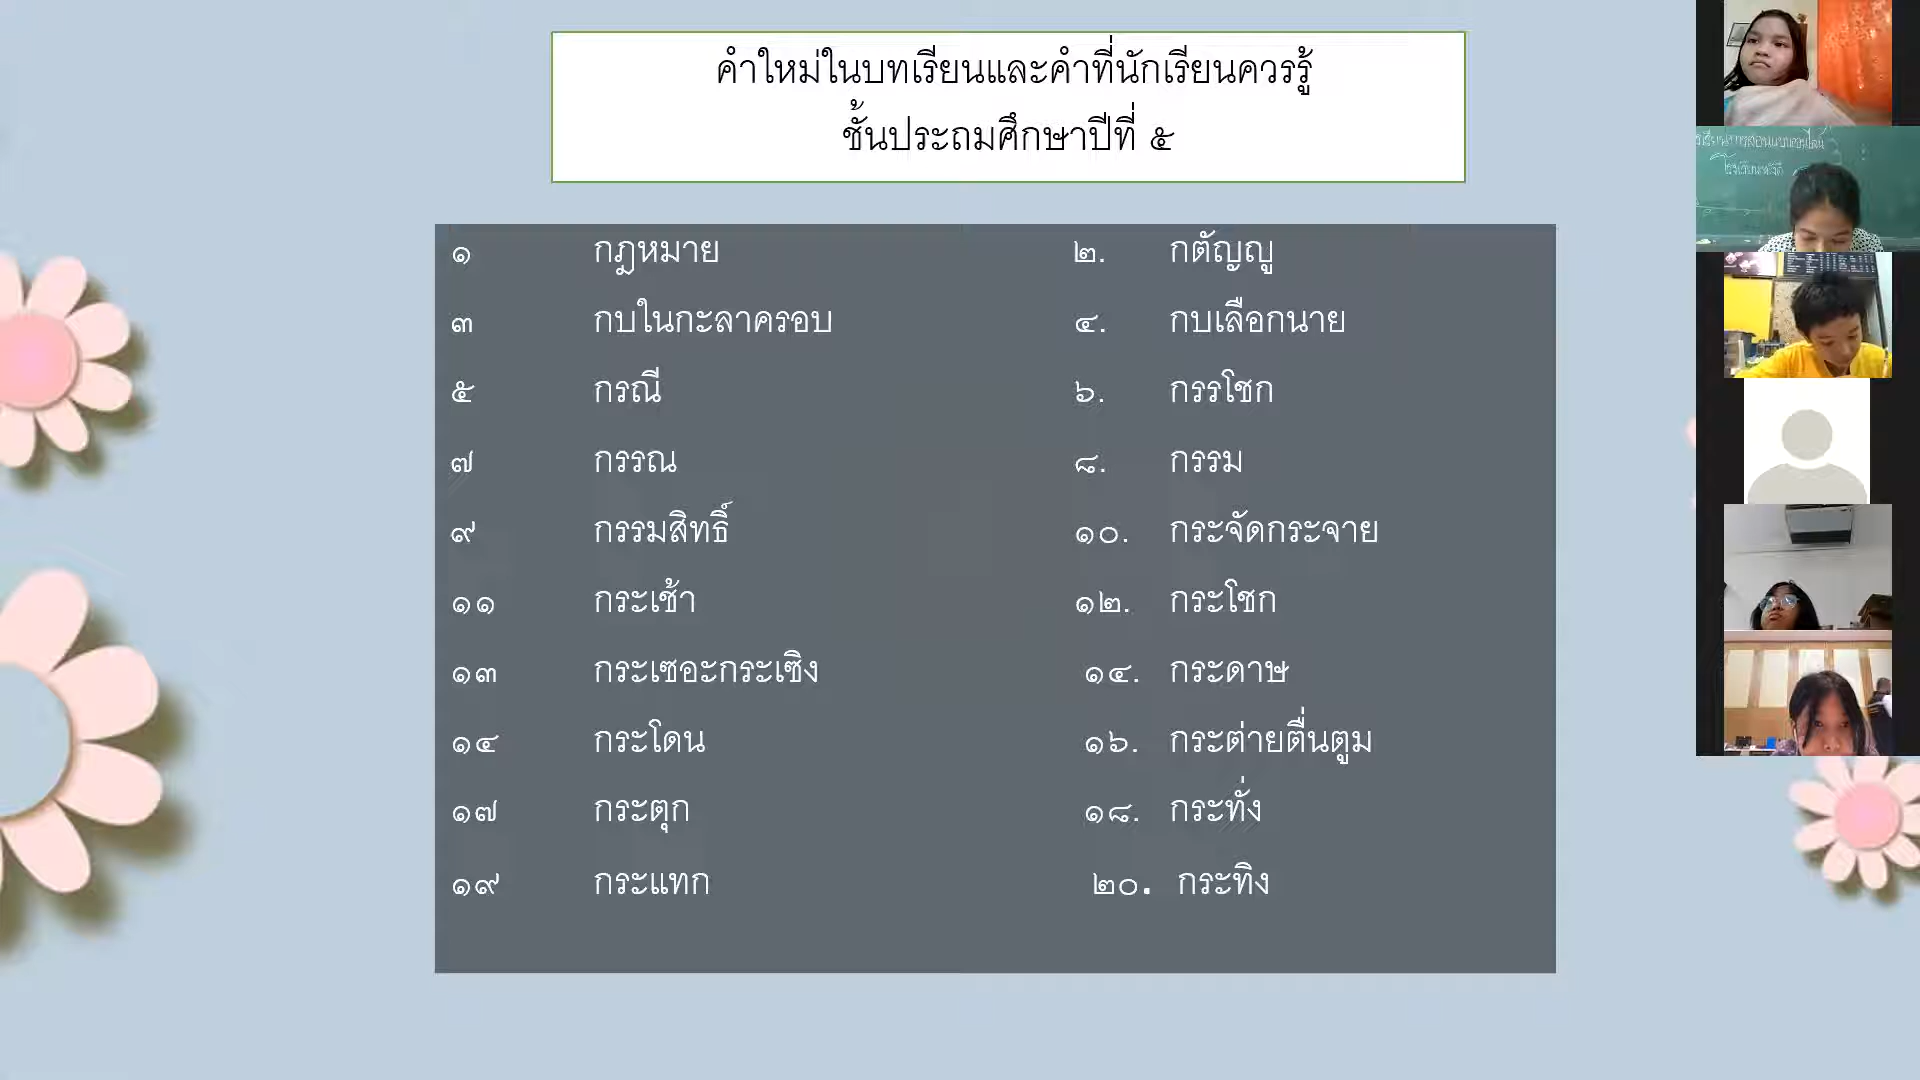 คำใหม่ในบทเรียนและคำที่นักเรียนควรรู้
ชั้นประถมศึกษาปีที่ ๕
๑ กฎหมาย ๒. กตัญญู
๓ กบในกะลาครอบ ๔. กบเลือกนาย
๕ กรณี ๖. กรรโชก
๗ กรรณ ๘. กรรม
๙ กรรมสิทธิ์ ๑๐. กระจัดกระจาย
๑๑ กระเช้า ๑๒. กระโชก
๑๓ กระเซอะกระเซิง ๑๔. กระดาษ
๑๔ กระโดน ๑๖. กระต่ายตื่นตูม
๑๗ กระตุก ๑๘. กระทั่ง
๑๙ กระแทก ๒๐. กระทิง